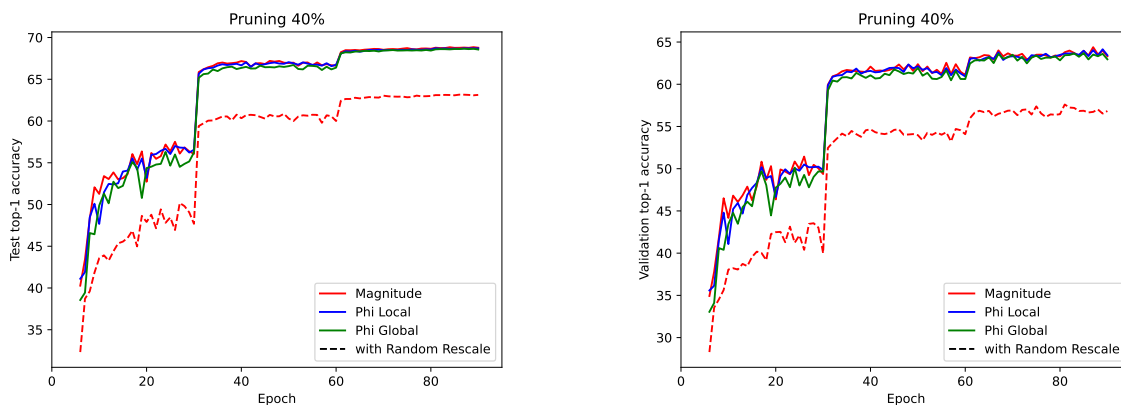 Pruning 40%
Test top-1 accuracy
70
65
60
55
50
45
40
35
0 20 40 60 80
Epoch
Magnitude
Phi Local
Phi Global
with Random Rescale
Pruning 40%
Validation top-1 accuracy
65
60
55
50
45
40
35
30
0 20 40 60 80
Epoch
Magnitude
Phi Local
Phi Global
with Random Rescale